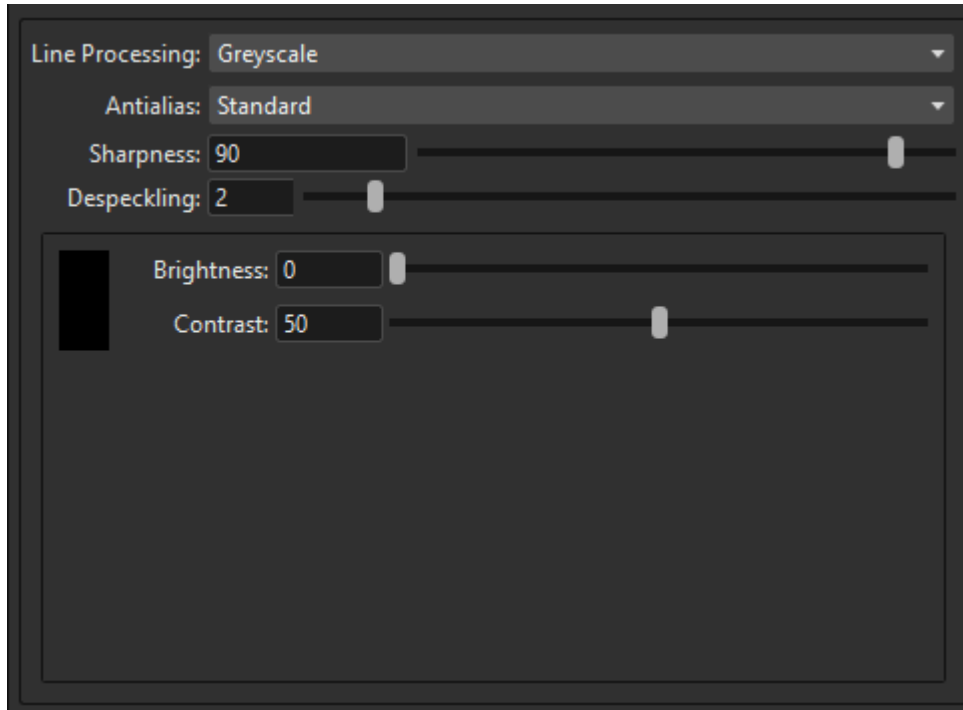 Line Processing: Greyscale
Antialias: Standard
Sharpness: 90
Despeckling: 2
Brightness: 0
Contrast: 50